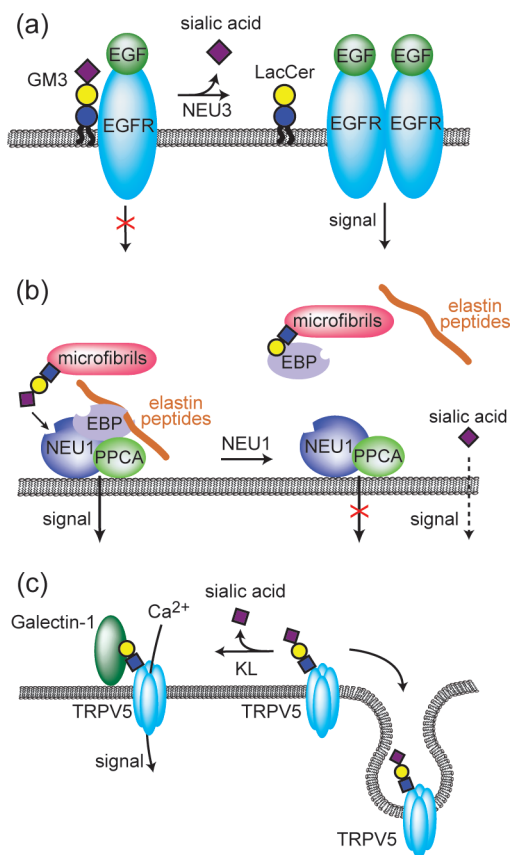 (a)
sialic acid
EGF
EGF
EGF
GM3
LacCer
NEU3
EGFR
EGFR
EGFR
signal
(b)
microfibrils
elastin
peptides
EBP
microfibrils
elastin
peptides
EBP
NEU1
PPCA
NEU1
NEU1
PPCA
sialic acid
signal
signal
(c)
sialic acid
Galectin-1
Ca2+
KL
TRPV5
TRPV5
signal
TRPV5